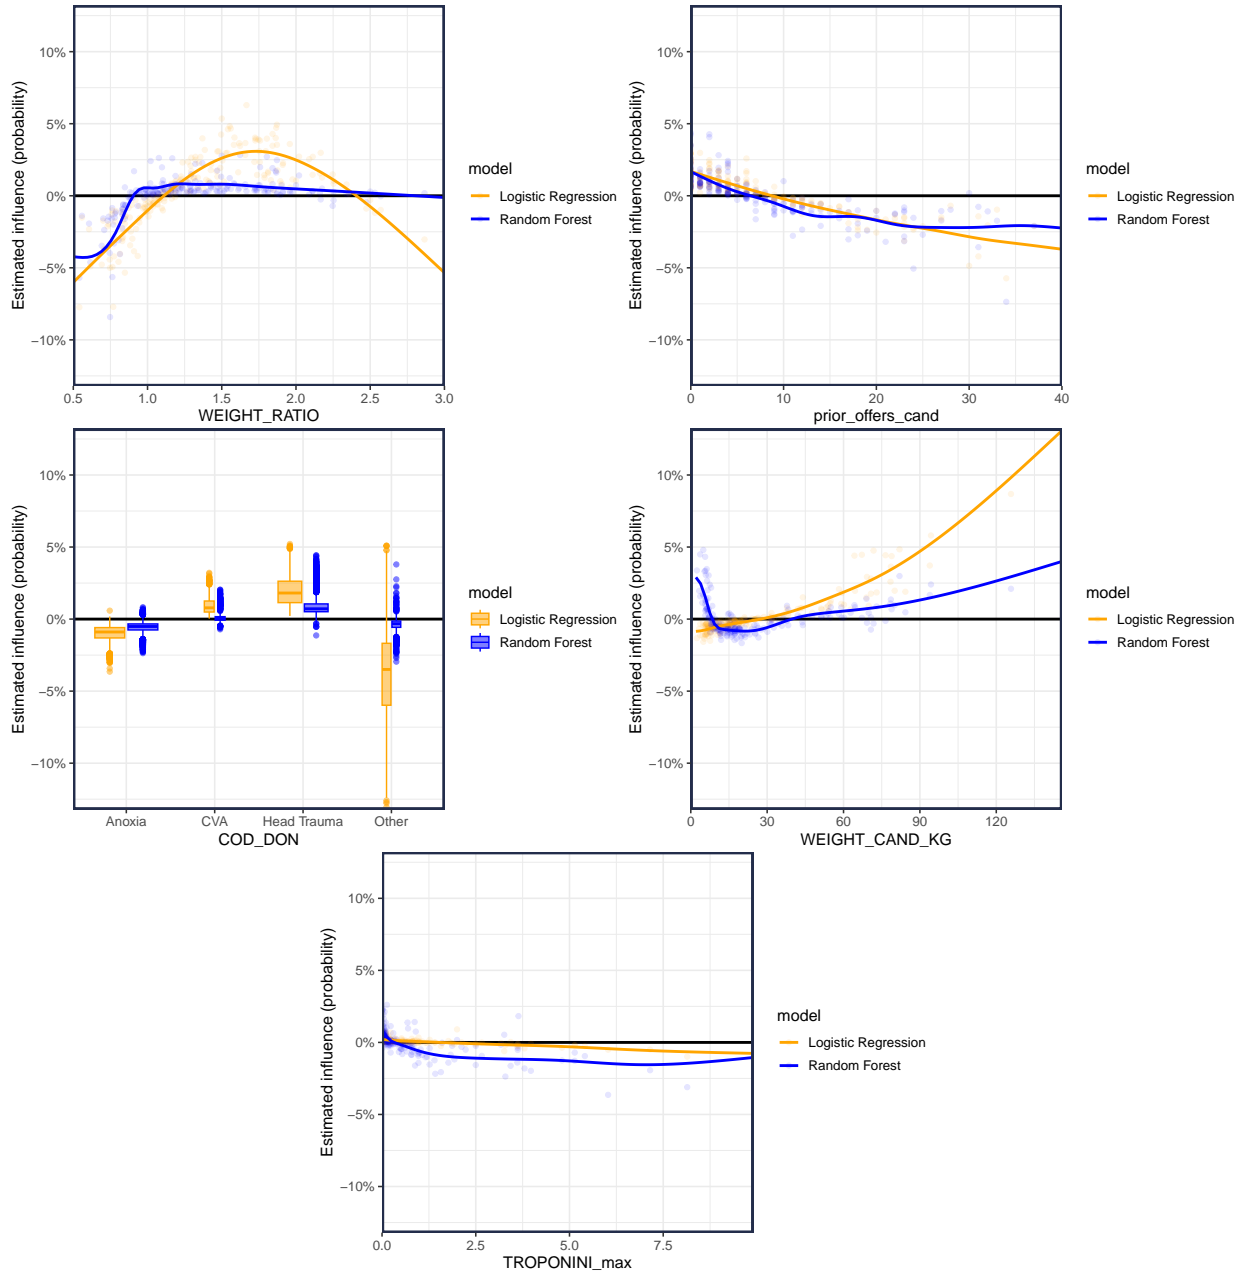 Estimated influence (probability)
10%
5%
0%
−5%
−10%
0.5 1.0 1.5 2.0 2.5 3.0
WEIGHT_RATIO
model
Logistic Regression
Random Forest
Estimated influence (probability)
10%
5%
0%
−5%
−10%
0 10 20 30 40
prior_offers_cand
model
Logistic Regression
Random Forest
Estimated influence (probability)
10%
5%
0%
−5%
−10%
Anoxia CVA Head Trauma Other
COD_DON
model
Logistic Regression
Random Forest
Estimated influence (probability)
10%
5%
0%
−5%
−10%
0 30 60 90 120
WEIGHT_CAND_KG
model
Logistic Regression
Random Forest
Estimated influence (probability)
10%
5%
0%
−5%
−10%
0.0 2.5 5.0 7.5
TROPONINI_max
model
Logistic Regression
Random Forest